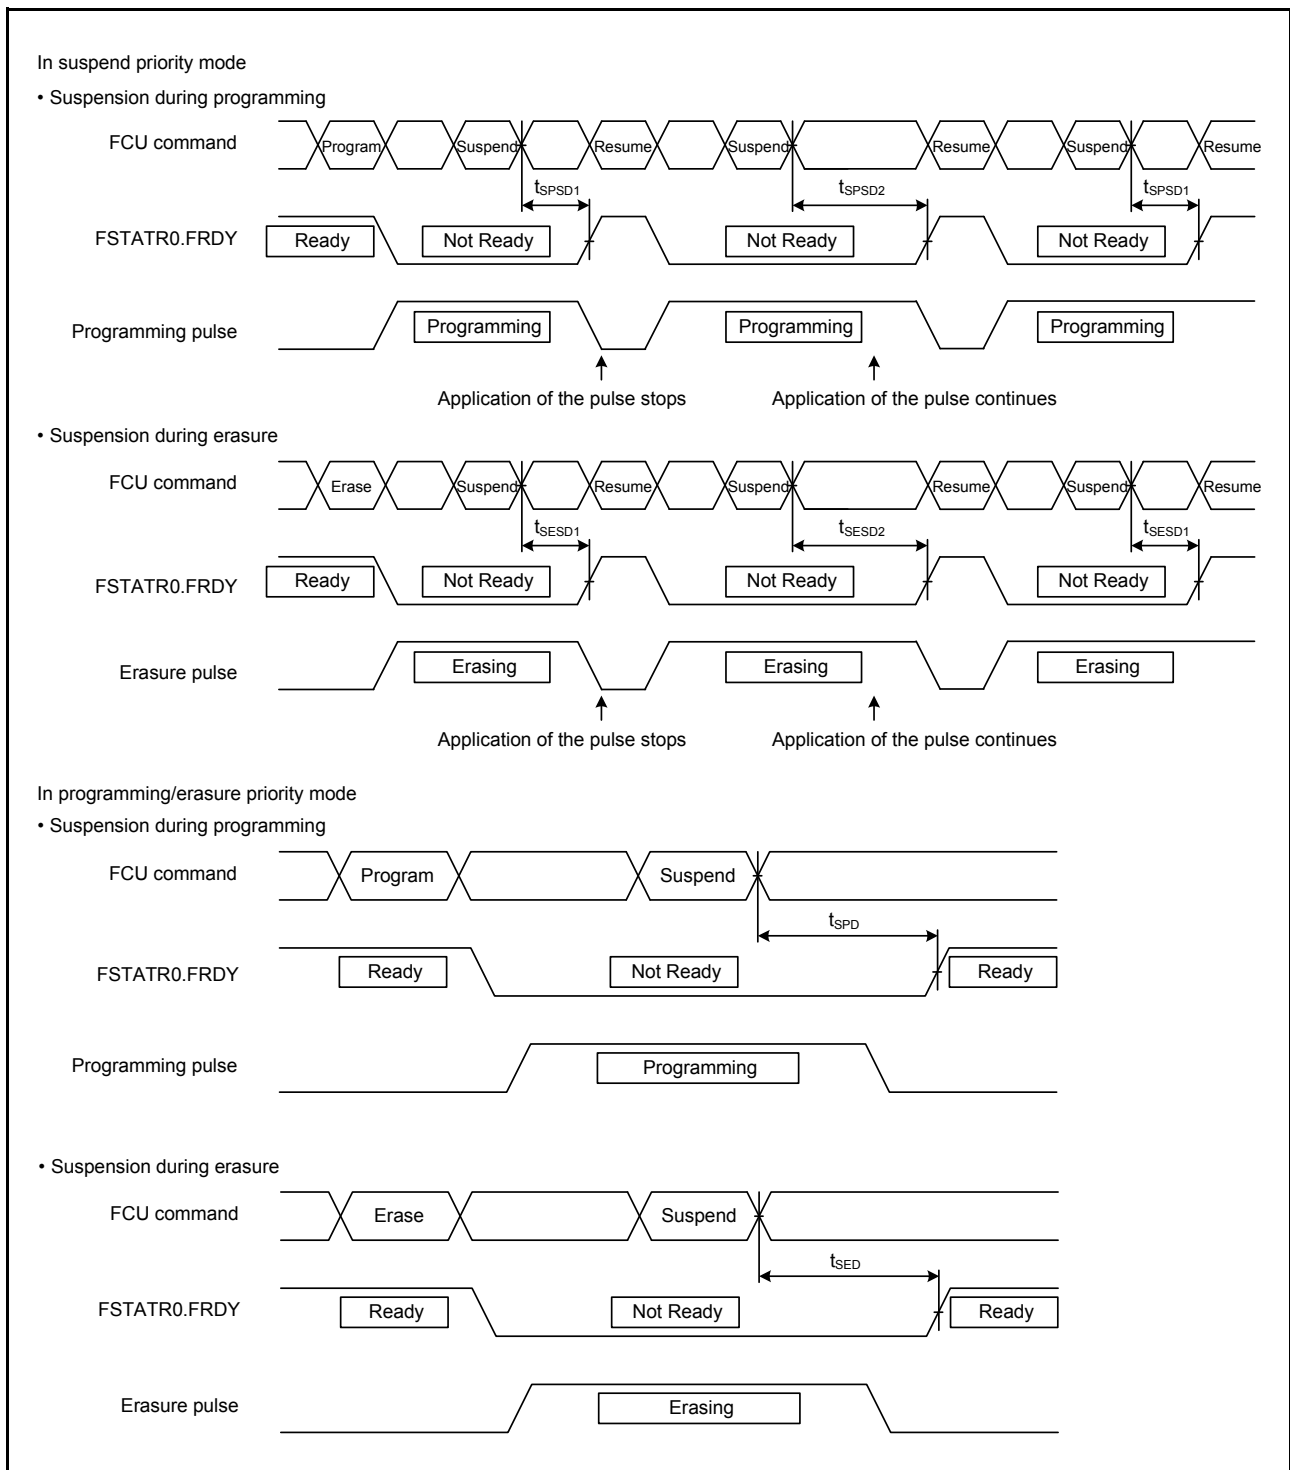 In suspend priority mode
• Suspension during programming
FCU command
Program Suspend Resume Suspend Resume Suspend Resume
tSPSD1 tSPSD2 tSPSD1
FSTATR0.FRDY
Ready Not Ready Not Ready Not Ready
Programming pulse
Programming Programming Programming
Application of the pulse stops Application of the pulse continues
• Suspension during erasure
FCU command
Erase Suspend Resume Suspend Resume Suspend Resume
tSESD1 tSESD2 tSESD1
FSTATR0.FRDY
Ready Not Ready Not Ready Not Ready
Erasure pulse
Erasing Erasing Erasing
Application of the pulse stops Application of the pulse continues
In programming/erasure priority mode
• Suspension during programming
FCU command
Program Suspend
tSPD
FSTATR0.FRDY
Ready Not Ready Ready
Programming pulse
Programming
• Suspension during erasure
FCU command
Erase Suspend
tSED
FSTATR0.FRDY
Ready Not Ready Ready
Erasure pulse
Erasing